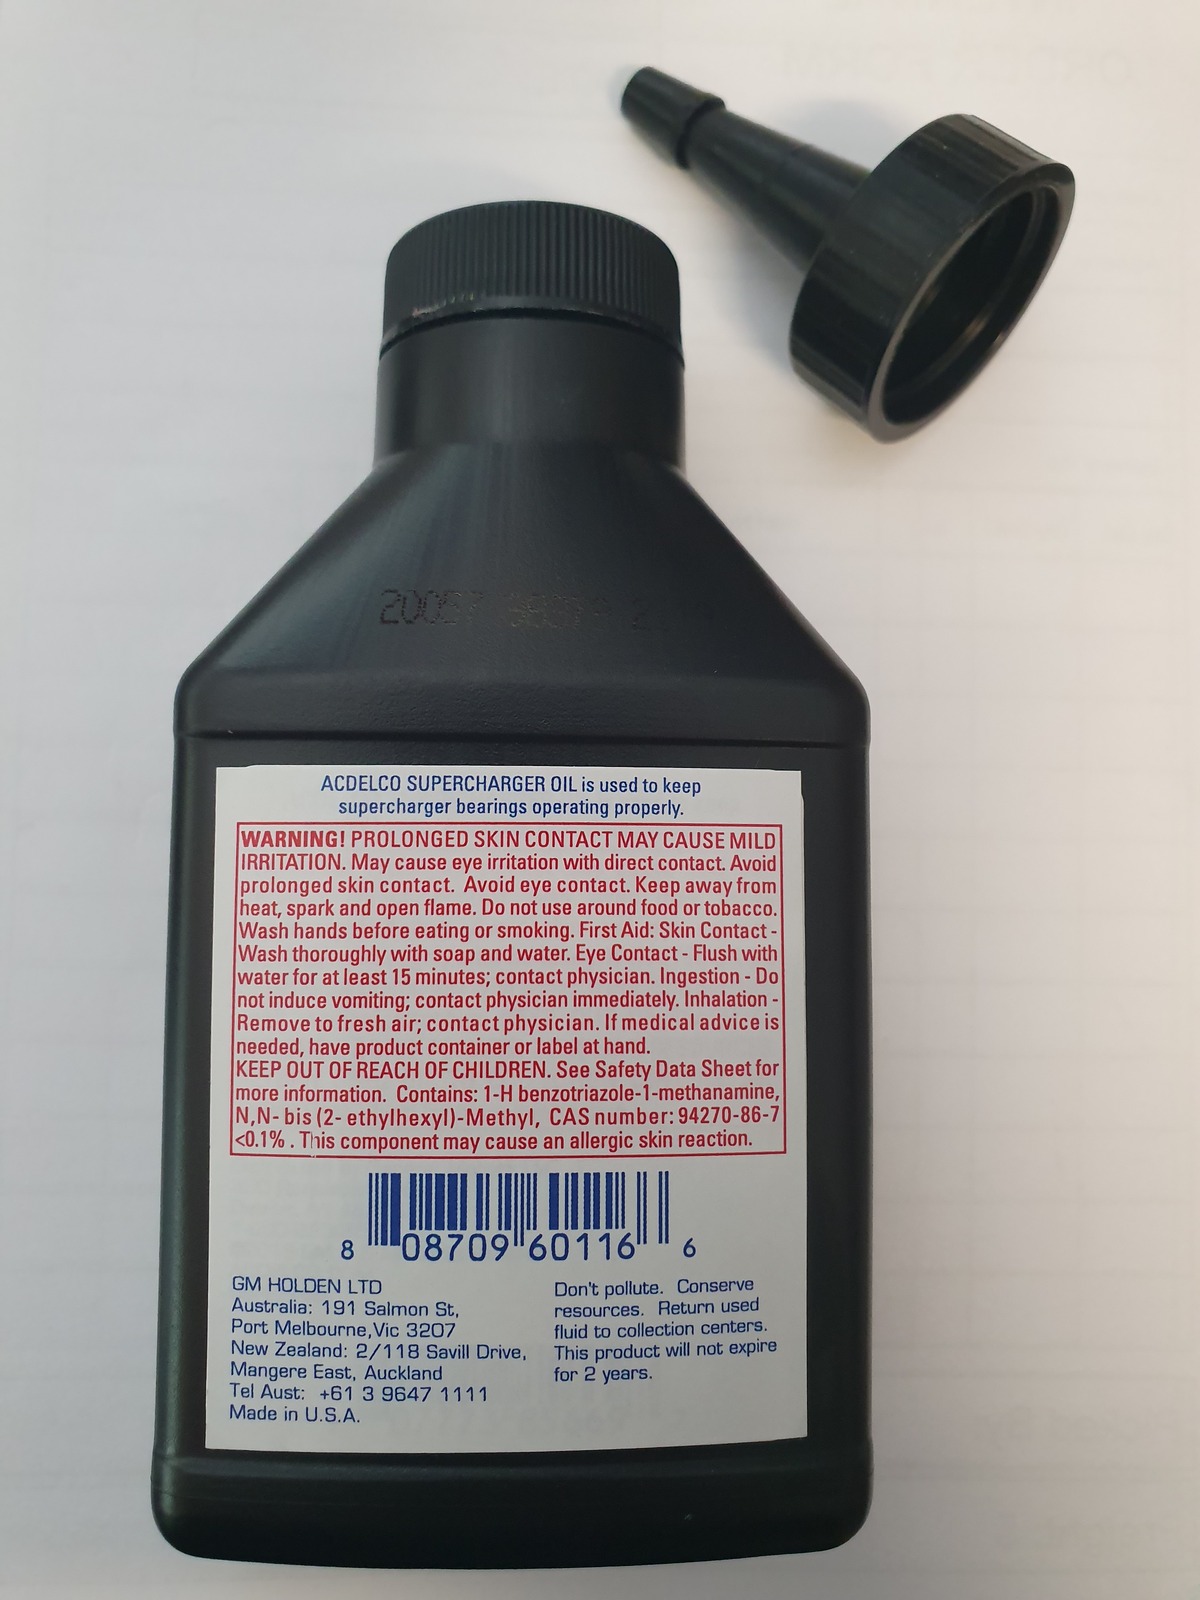 ACDELCO SUPERCHARGER OIL is used to keep
supercharger bearings operating properly.
WARNING! PROLONGED SKIN CONTACT MAY CAUSE MILD
IRRITATION. May cause eye irritation with direct contact. Avoid
prolonged skin contact. Avoid eye contact. Keep away from
heat, spark and open flame. Do not use around food or tobacco.
Wash hands before eating or smoking. First Aid: Skin Contact -
Wash thoroughly with soap and water. Eye Contact - Flush with
water for at least 15 minutes; contact physician. Ingestion - Do
not induce vomiting; contact physician immediately. Inhalation -
Remove to fresh air; contact physician. If medical advice is
needed, have product container or label at hand.
KEEP OUT OF REACH OF CHILDREN. See Safety Data Sheet for
more information. Contains: 1-H benzotriazole-1-methanamine,
N,N- bis (2- ethylhexyl)-Methyl, CAS number: 94270-86-7
<0.1% . This component may cause an allergic skin reaction.
8 08709 60116 6
GM HOLDEN LTD
Australia: 191 Salmon St,
Port Melbourne,Vic 3207
New Zealand: 2/118 Savill Drive,
Mangere East, Auckland
Tel Aust: +61 3 9647 1111
Made in U.S.A.
Don't pollute. Conserve
resources. Return used
fluid to collection centers.
This product will not expire
for 2 years.